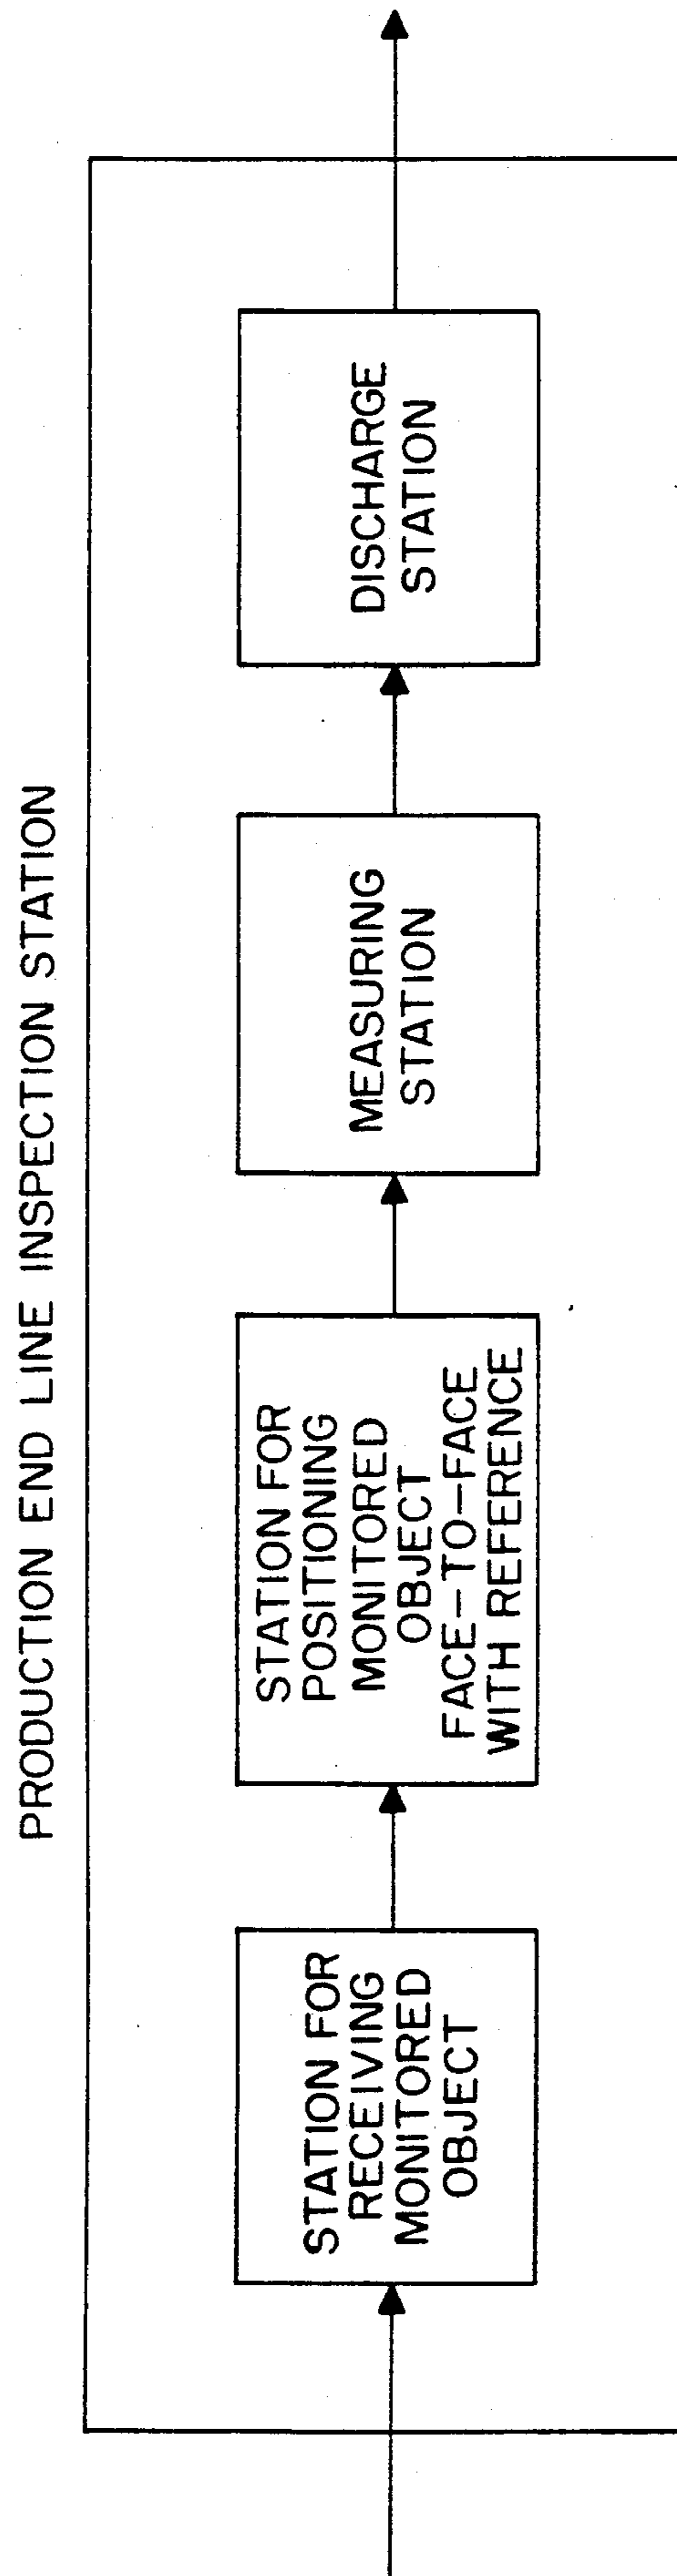 PRODUCTION END LINE INSPECTION STATION
STATION FOR
RECEIVING
MONITORED
OBJECT
STATION FOR
POSITIONING
MONITORED
OBJECT
FACE-TO-FACE
WITH REFERENCE
MEASURING
STATION
DISCHARGE
STATION